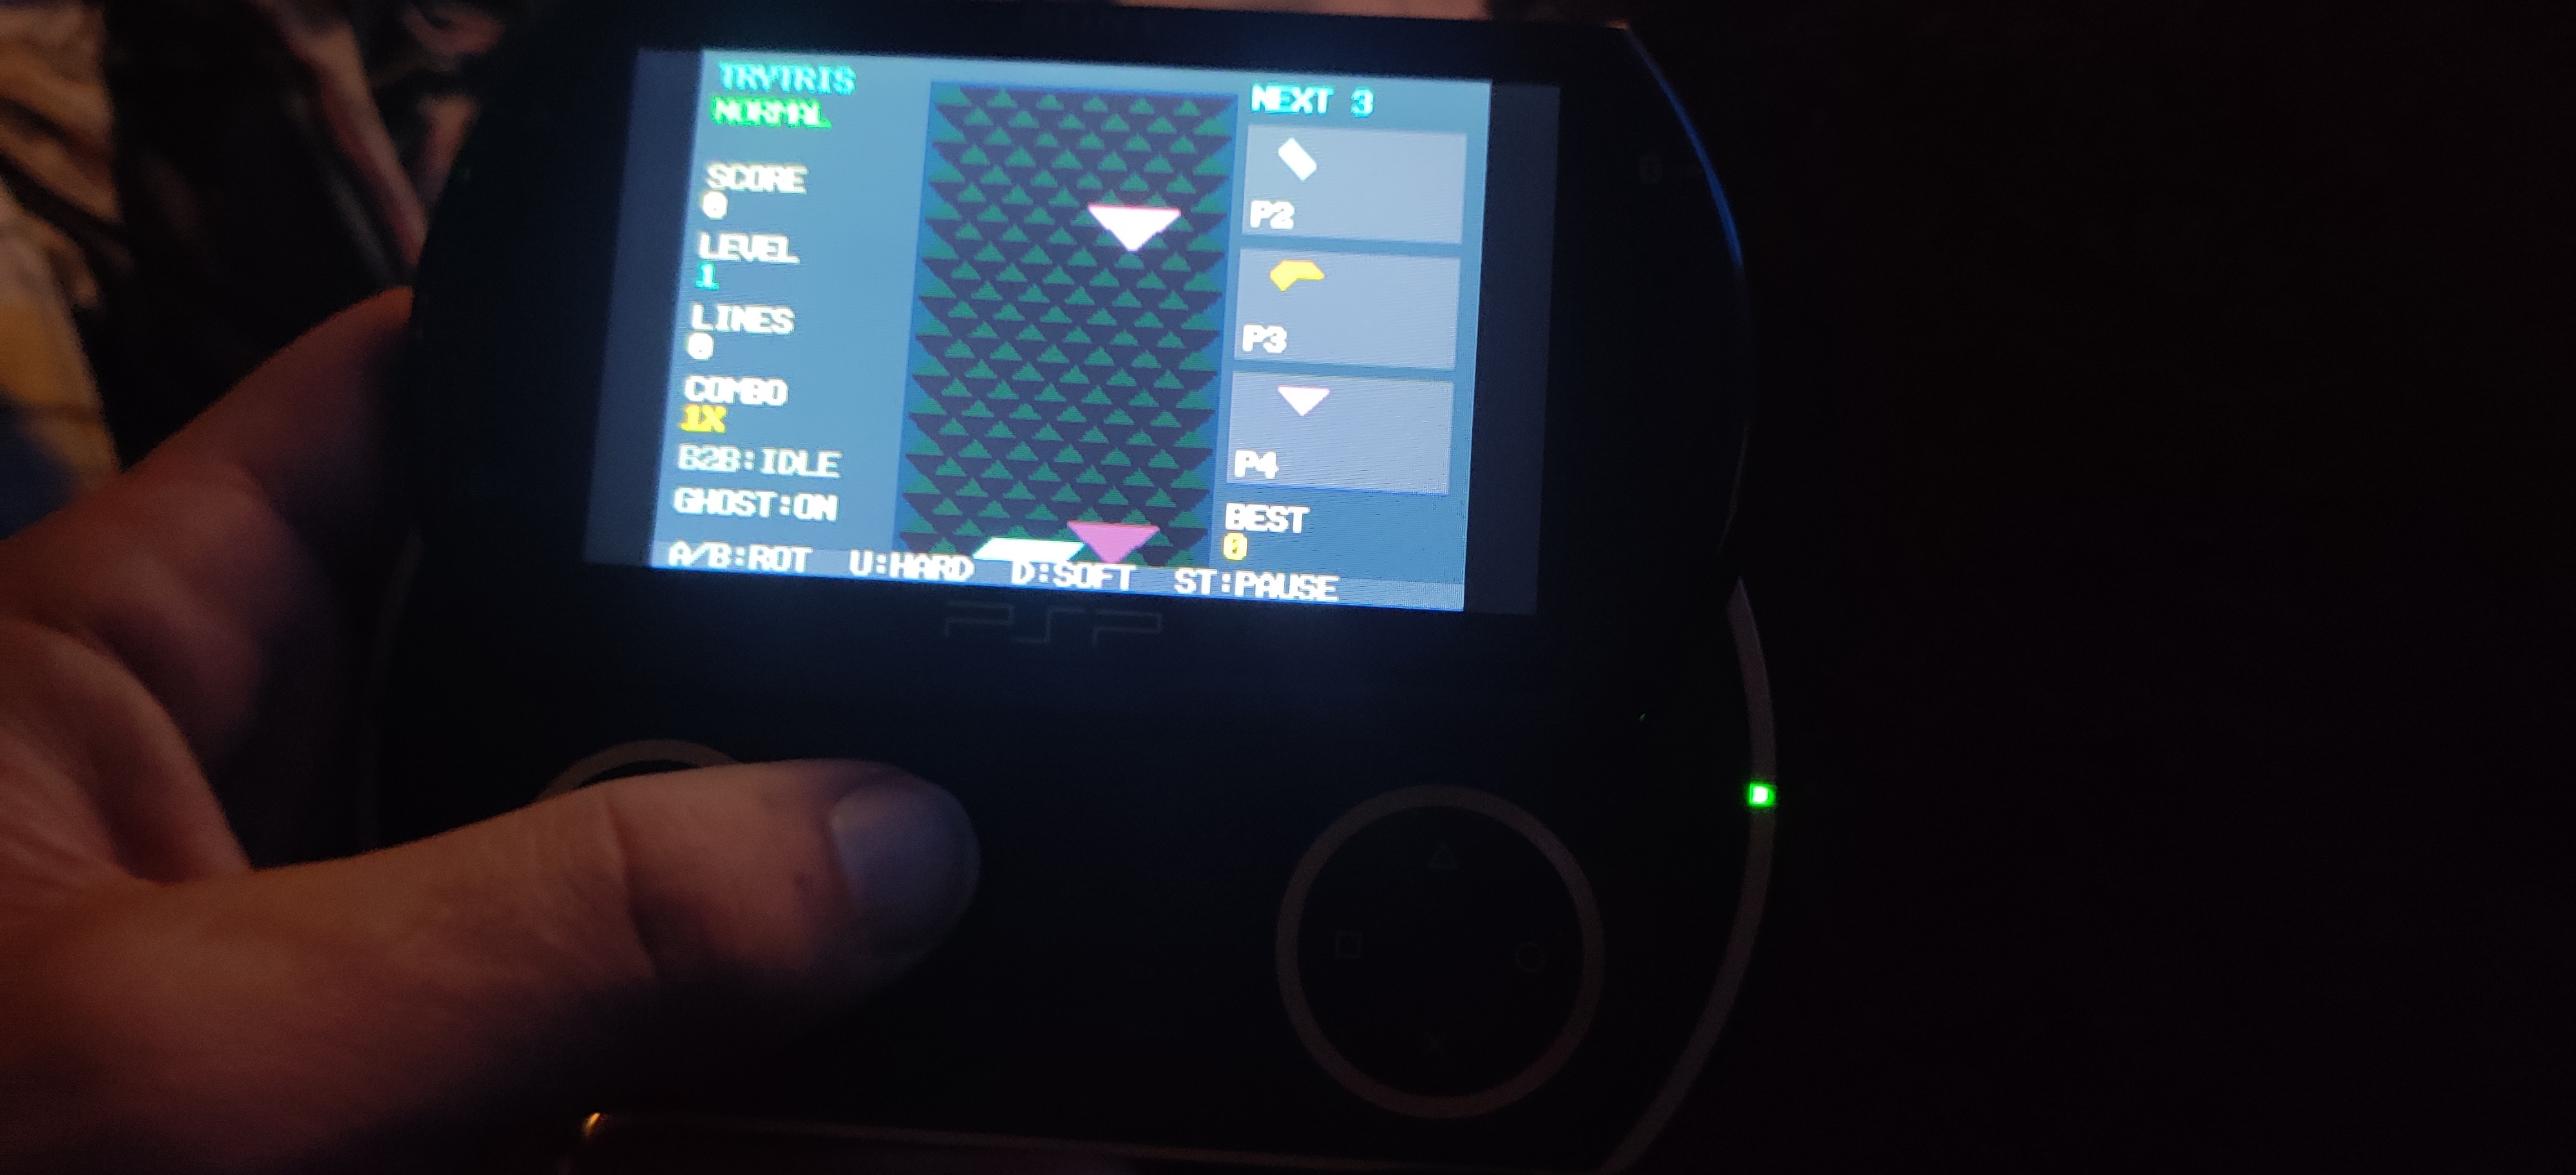 TRYTRIS
NORMAL
SCORE
0
LEVEL
1
LINES
0
COMBO
1X
B2B:IDLE
GHOST:ON
NEXT 3
P2
P3
P4
BEST
0
A/B:ROT U:HARD D:SOFT ST:PAUSE
PSP